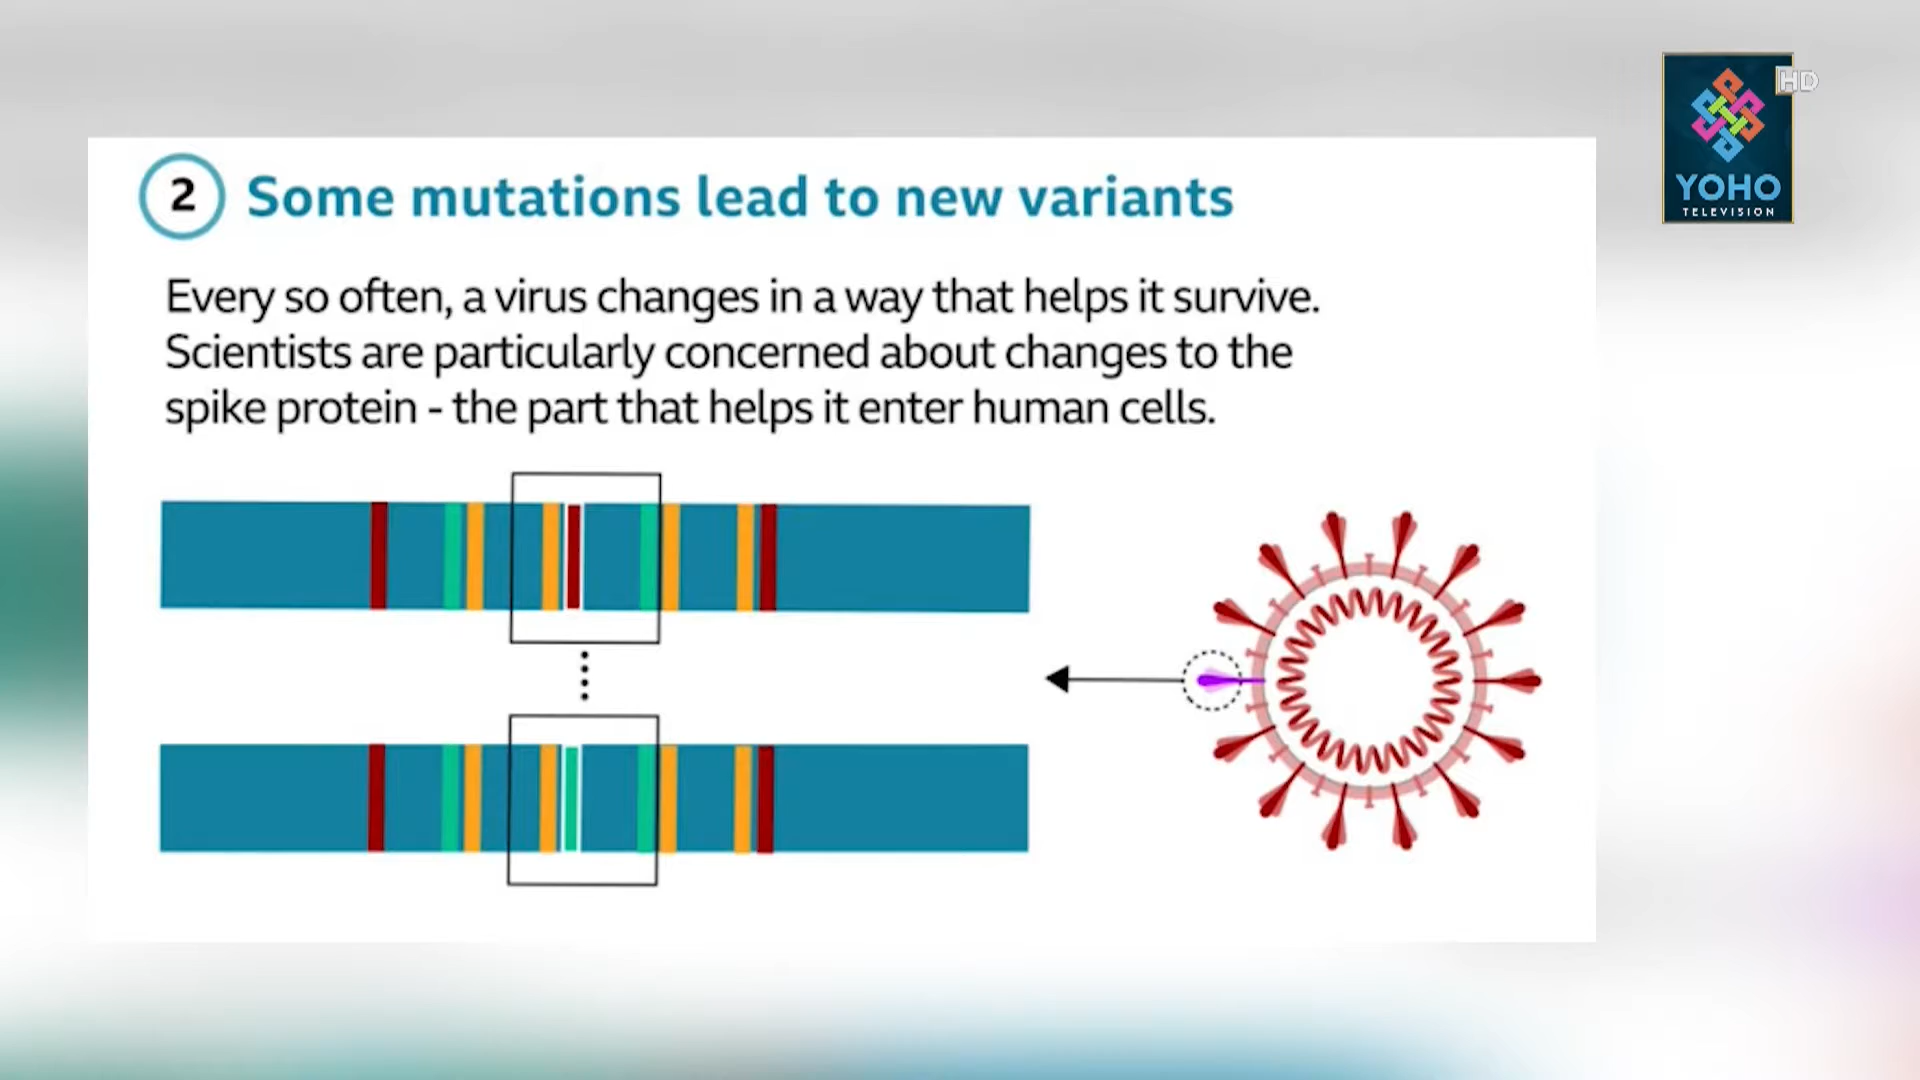 HD
YOHO
TELEVISION
2 Some mutations lead to new variants
Every so often, a virus changes in a way that helps it survive.
Scientists are particularly concerned about changes to the
spike protein - the part that helps it enter human cells.